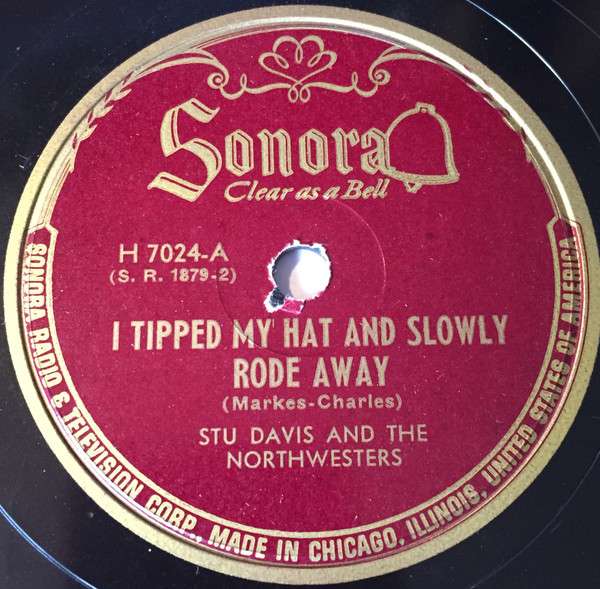 Sonora
Clear as a Bell
H 7024-A
(S. R. 1879-2)
I TIPPED MY HAT AND SLOWLY
RODE AWAY
(Markes-Charles)
STU DAVIS AND THE
NORTHWESTERS
SONORA RADIO & TELEVISION CORP., MADE IN CHICAGO, ILLINOIS, UNITED STATES OF AMERICA